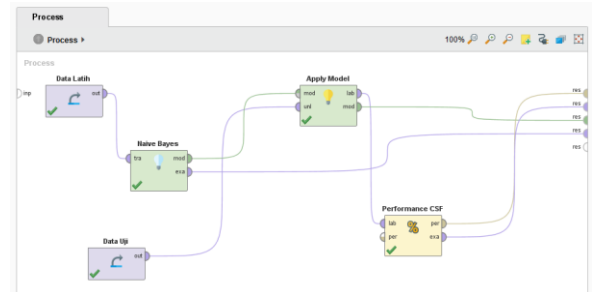 Process
Process
100%
Process
Data Latih
inp
out
Apply Model
mod
lab
unl
mod
res
res
res
res
res
Naive Bayes
tra
mod
exa
Data Uji
out
Performance CSF
lab
per
per
exa
%